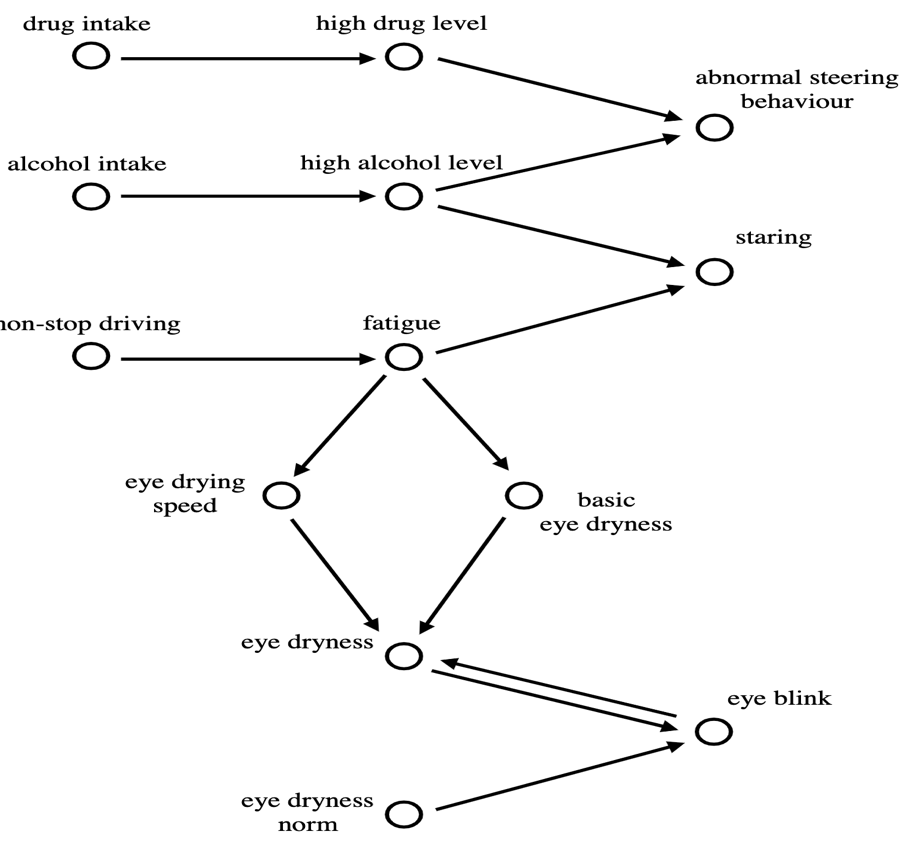 drug intake
high drug level
abnormal steering
behaviour
alcohol intake
high alcohol level
staring
non-stop driving
fatigue
eye drying
speed
basic
eye dryness
eye dryness
eye blink
eye dryness
norm